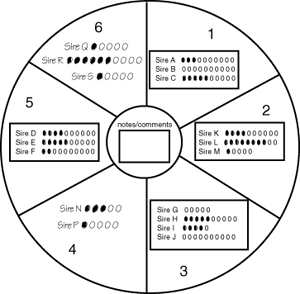 6
Sire Q
Sire R
Sire S
1
Sire A
Sire B
Sire C
5
Sire D
Sire E
Sire F
notes/comments
2
Sire K
Sire L
Sire M
Sire N
Sire P
4
Sire G
Sire H
Sire I
Sire J
3